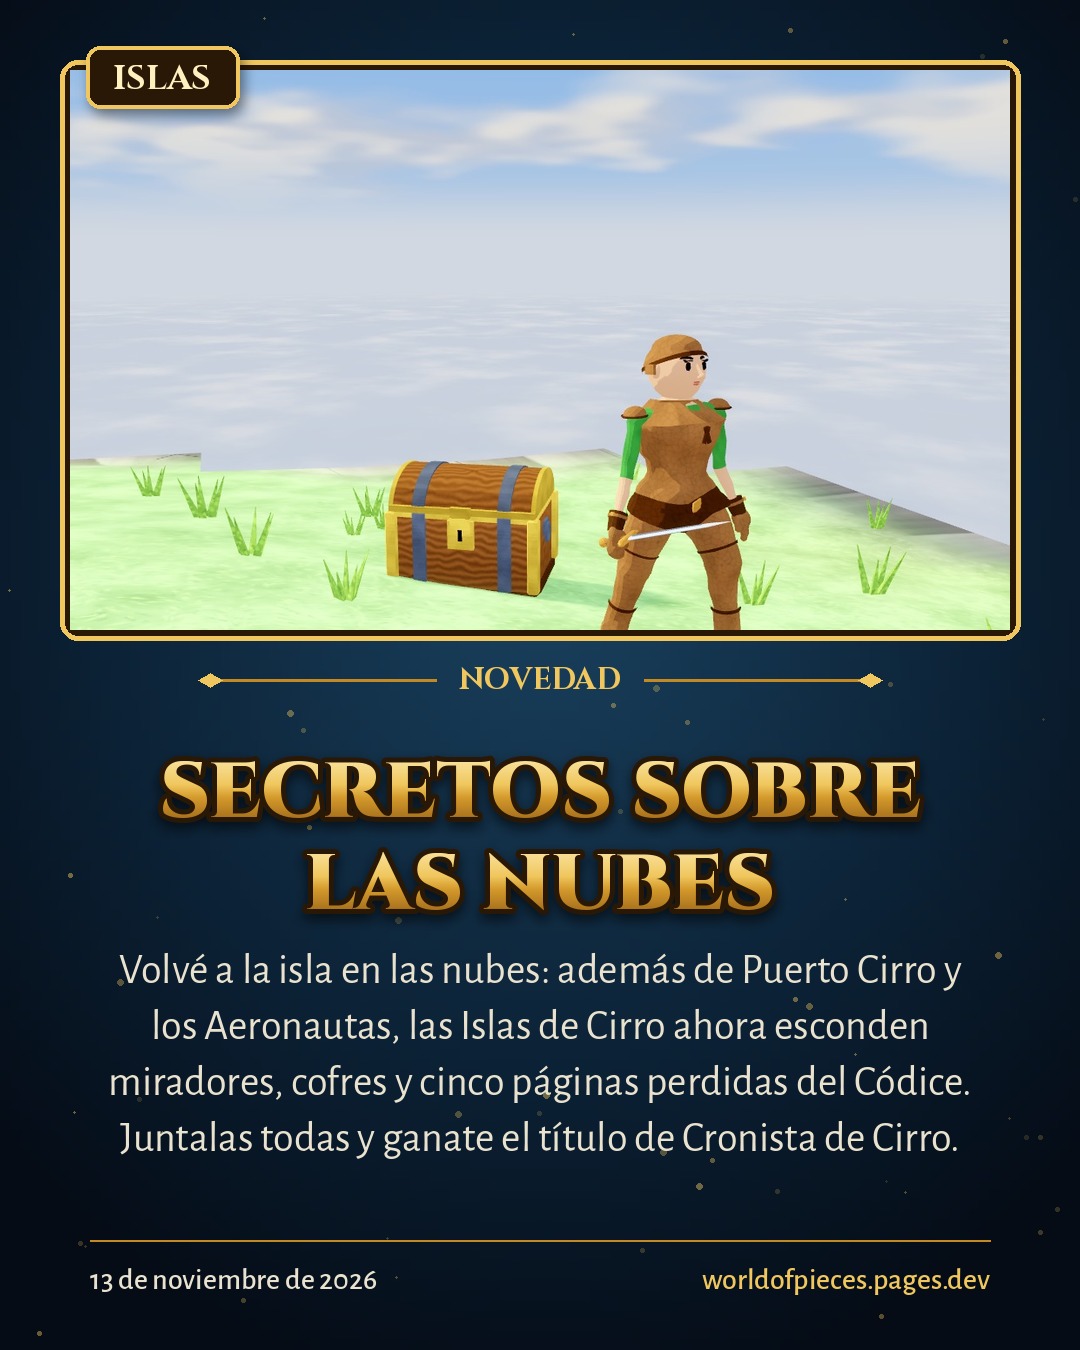 ISLAS
NOVEDAD
SECRETOS SOBRE
LAS NUBES
Volvé a la isla en las nubes: además de Puerto Cirro y
los Aeronautas, las Islas de Cirro ahora esconden
miradores, cofres y cinco páginas perdidas del Códice.
Juntalas todas y ganate el título de Cronista de Cirro.
13 de noviembre de 2026
worldofpieces.pages.dev